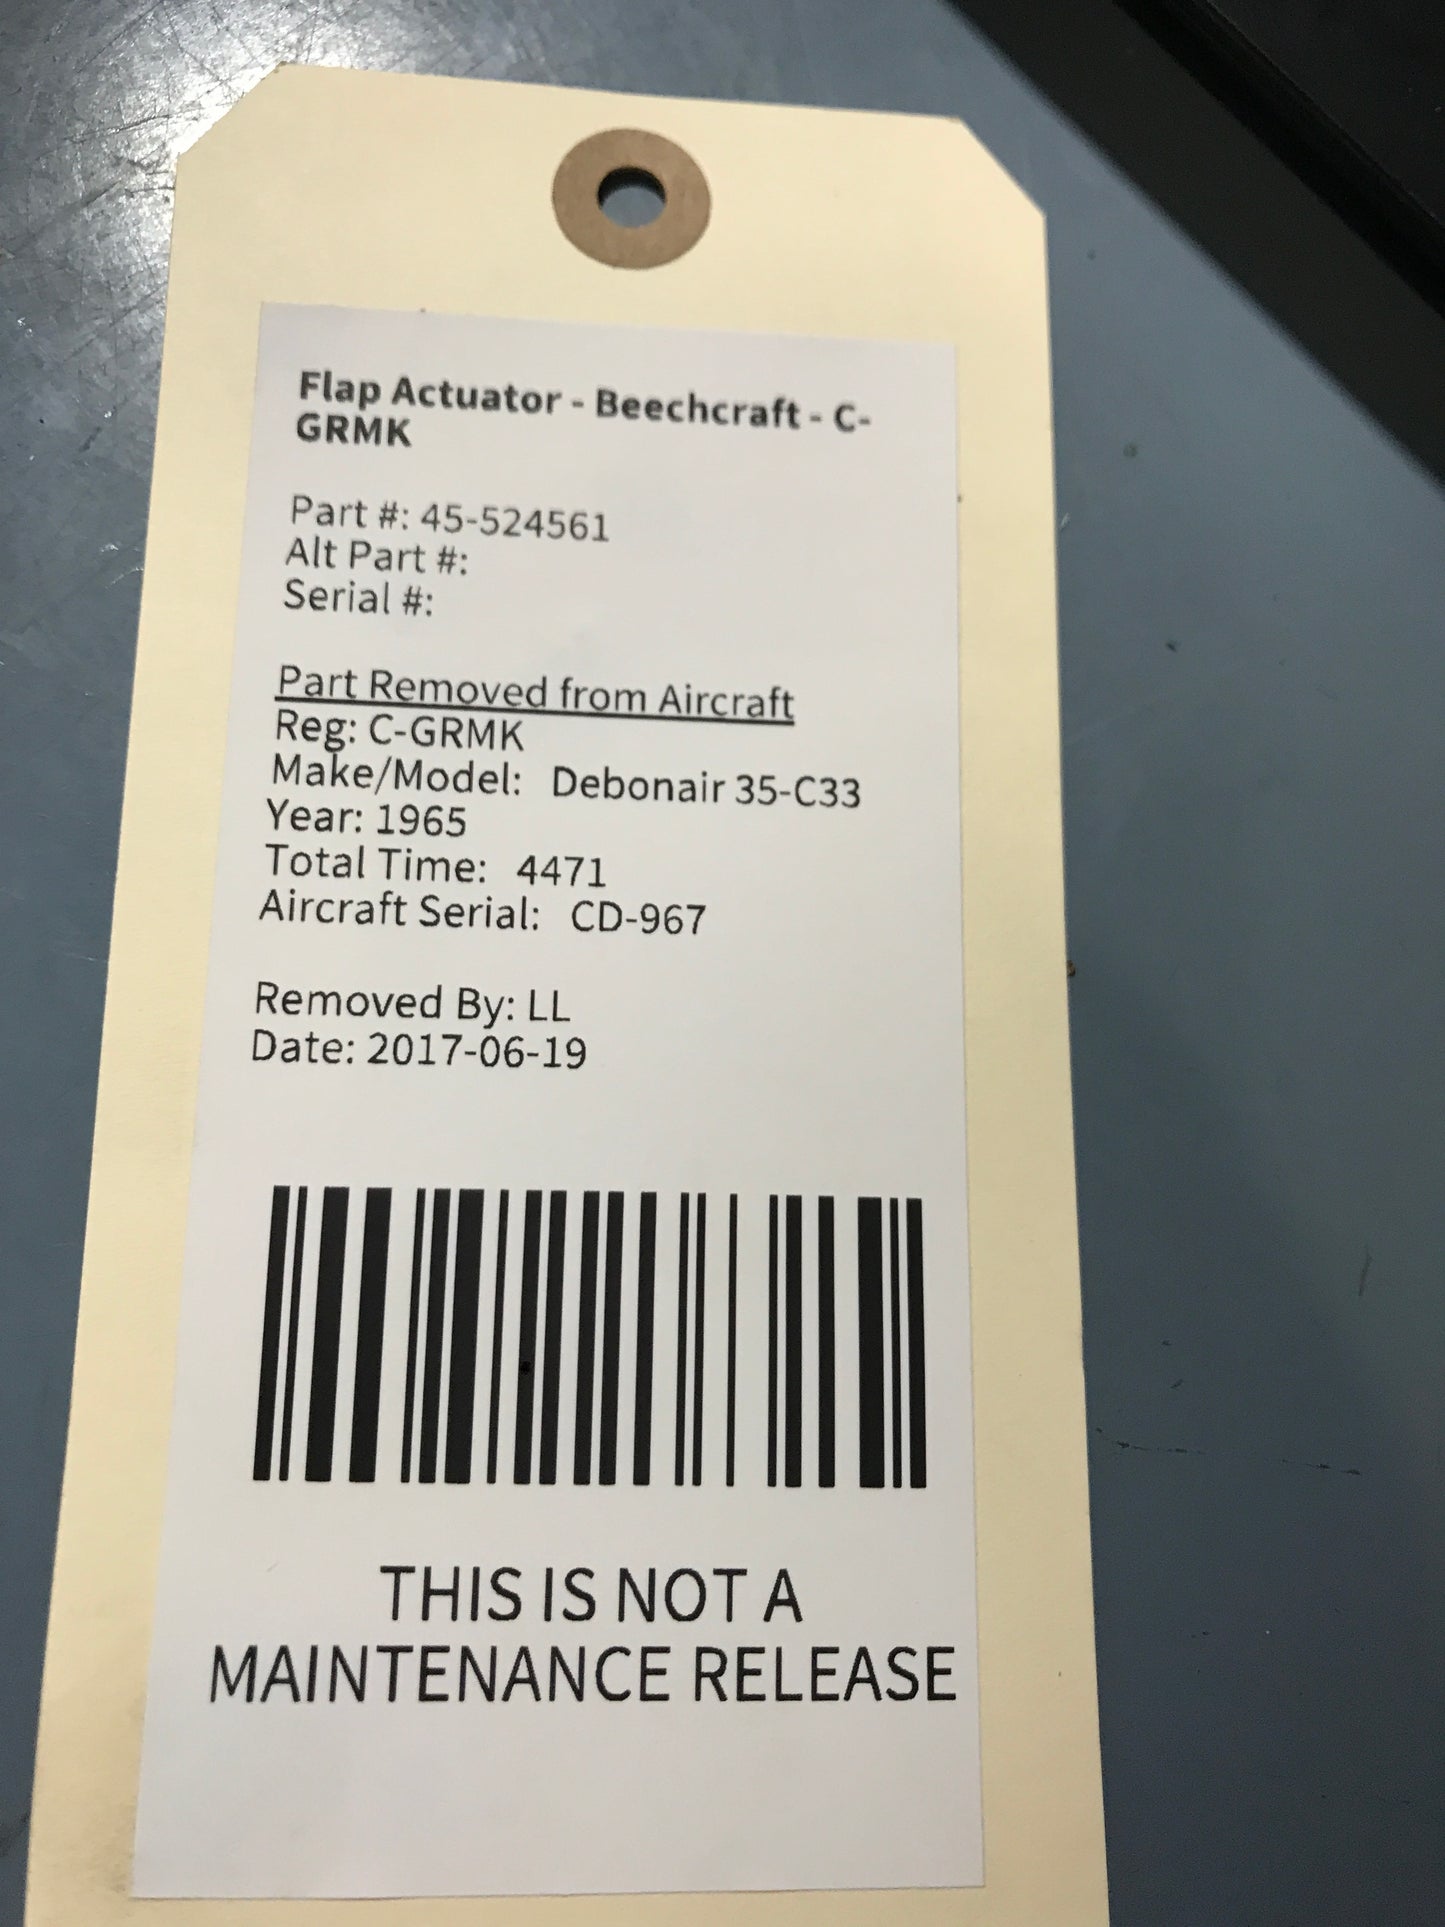 Flap Actuator - Beechcraft - C-
GRMK
Part #: 45-524561
Alt Part #:
Serial #:
Part Removed from Aircraft
Reg: C-GRMK
Make/Model: Debonair 35-C33
Year: 1965
Total Time: 4471
Aircraft Serial: CD-967
Removed By: LL
Date: 2017-06-19
THIS IS NOT A
MAINTENANCE RELEASE